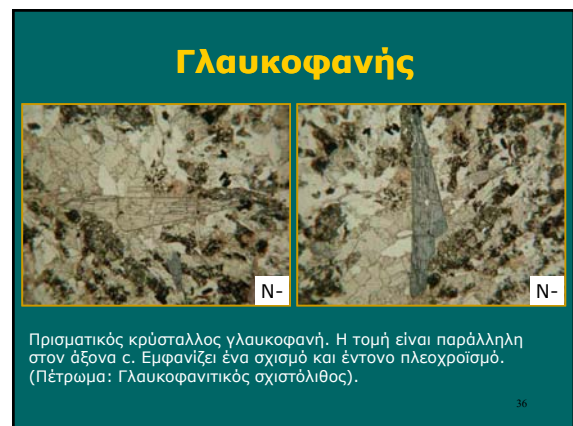 Γλαυκοφανής
N-
N-
Πρισματικός κρύσταλλος γλαυκοφανή. Η τομή είναι παράλληλη
στον άξονα c. Εμφανίζει ένα σχισμό και έντονο πλεοχροϊσμό.
(Πέτρωμα: Γλαυκοφανιτικός σχιστόλιθος).
36